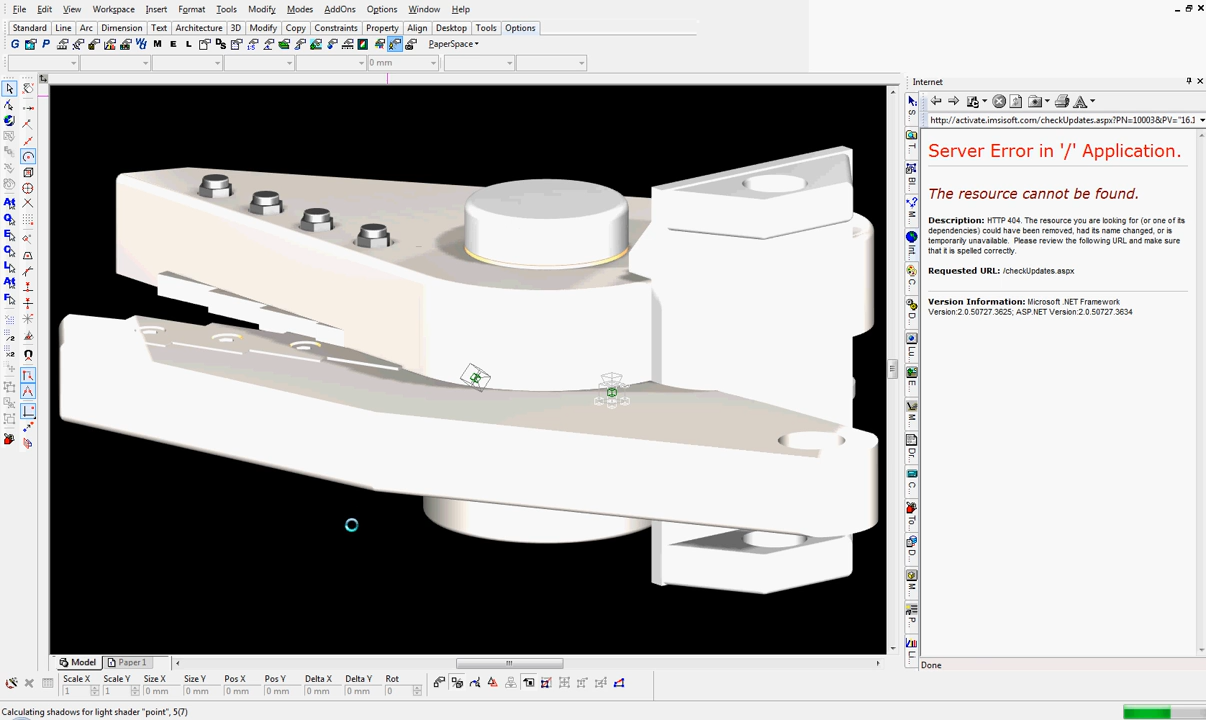 File Edit View Workspace Insert Format Tools Modify Modes AddOns Options Window Help
Standard Line Arc Dimension Text Architecture 3D Modify Copy Constraints Property Align Desktop Tools Options
PaperSpace
0 mm
Internet
http://activate.imsisoft.com/checkUpdates.aspx?PN=10003&PV="16.
Server Error in '/' Application.
The resource cannot be found.
Description: HTTP 404. The resource you are looking for (or one of its
dependencies) could have been removed, had its name changed, or is
temporarily unavailable. Please review the following URL and make sure
that it is spelled correctly.
Requested URL: /checkUpdates.aspx
Version Information: Microsoft .NET Framework
Version:2.0.50727.3625; ASP.NET Version:2.0.50727.3634
Model Paper 1
Done
Scale X Scale Y Size X Size Y Pos X Pos Y Delta X Delta Y Rot
1 1 0 mm 0 mm 0 mm 0 mm 0 mm 0 mm 0
Calculating shadows for light shader "point", 5(7)